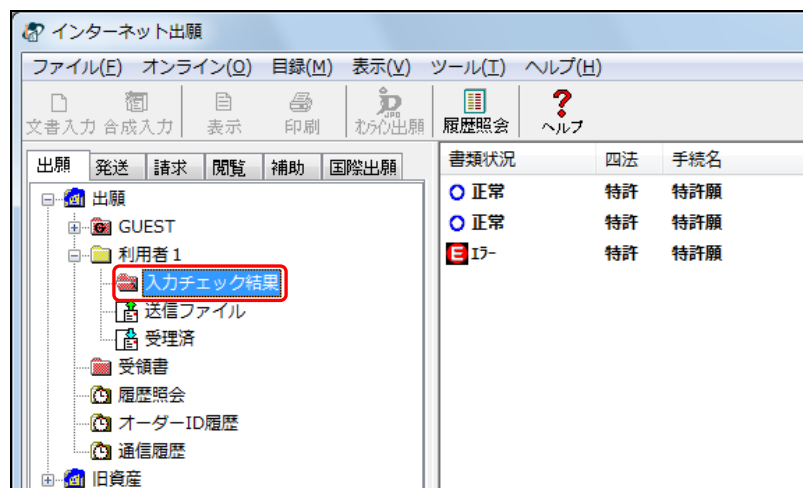 インターネット出願
ファイル(F) オンライン(O) 目録(M) 表示(V) ツール(T) ヘルプ(H)
文書入力 合成入力 表示 印刷 オンライン出願 履歴照会 ヘルプ
出願 発送 請求 閲覧 補助 国際出願
書類状況 四法 手続名
出願
GUEST
利用者1
入力チェック結果
送信ファイル
受理済
受領書
履歴照会
オーダーID履歴
通信履歴
旧資産
正常 特許 特許願
正常 特許 特許願
E エラー 特許 特許願